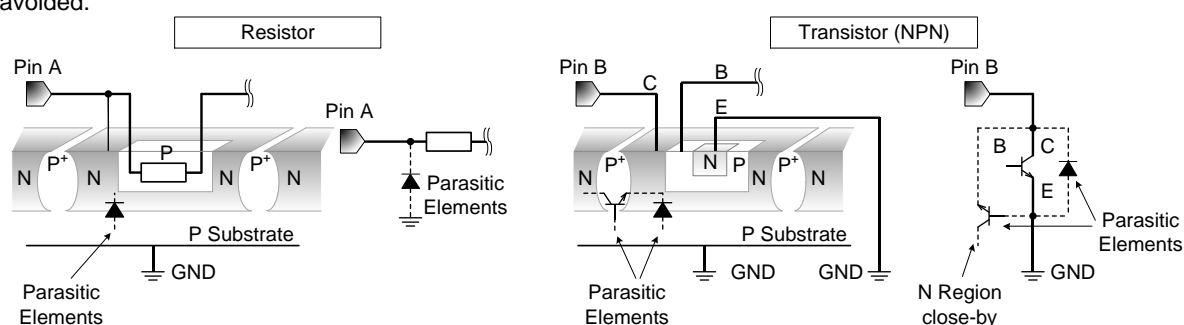 avoided.
Resistor
Transistor (NPN)
Pin A
Pin A
P
N
P+
N
N
P+
N
Parasitic
Elements
P Substrate
GND
Parasitic
Elements
Pin B
C
B
E
N
P+
N
N
P
N
P+
N
P Substrate
GND
GND
Parasitic
Elements
Pin B
B
C
E
Parasitic
Elements
GND
N Region
close-by